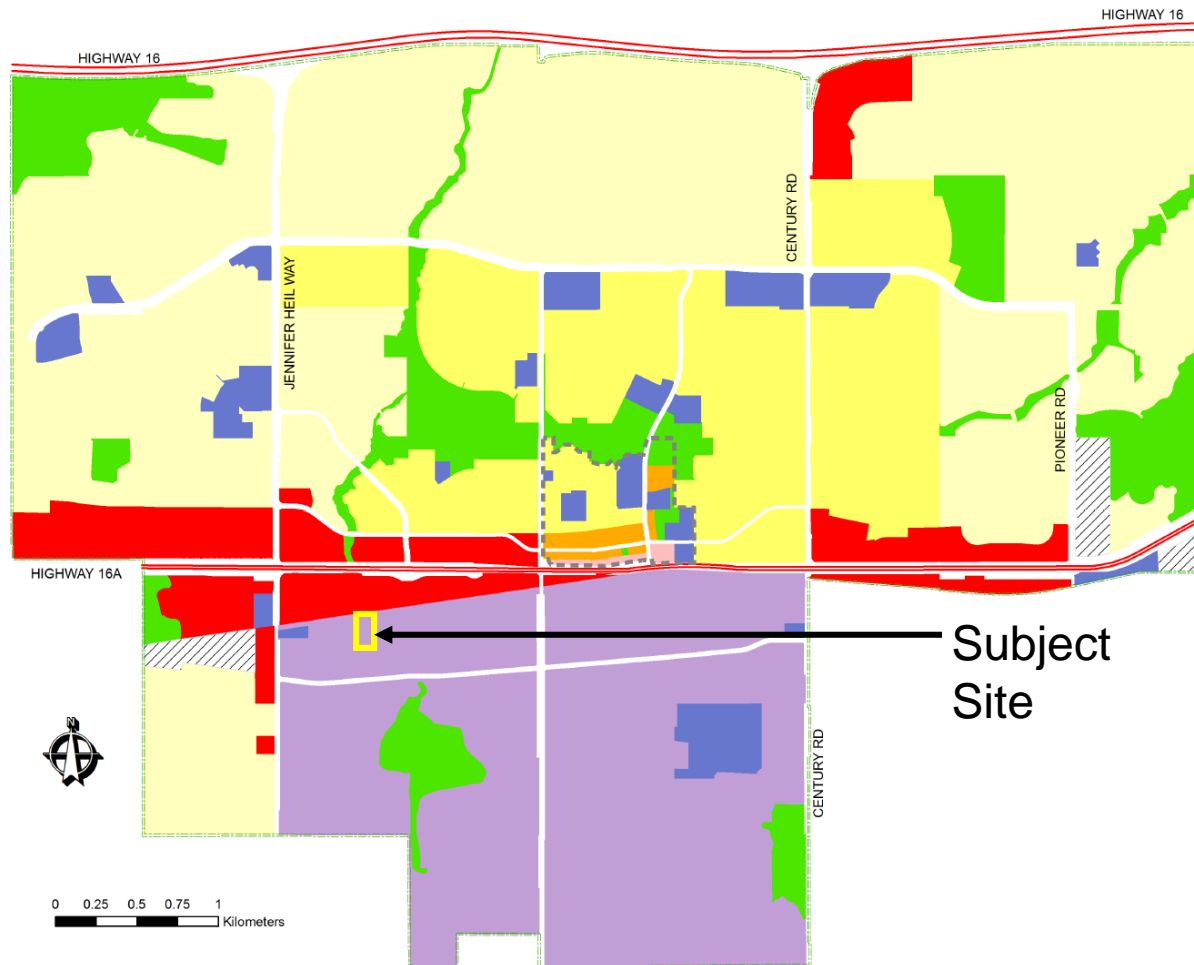 HIGHWAY 16
HIGHWAY 16
CENTURY RD
JENNIFER HEIL WAY
PIONEER RD
HIGHWAY 16A
Subject
Site
N
CENTURY RD
0 0.25 0.5 0.75 1
Kilometers